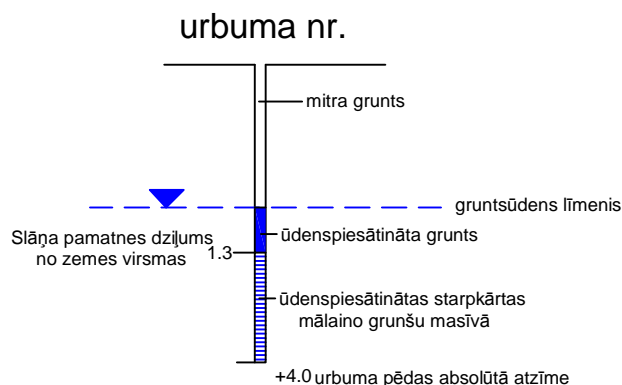 urbuma nr.
mitra grunts
gruntsūdens līmenis
Slāņa pamatnes dziļums
no zemes virsmas
1.3
ūdenspiesātināta grunts
ūdenspiesātinātas starpkārtas
mālaino grunšu masīvā
+4.0 urbuma pēdas absolūtā atzīme